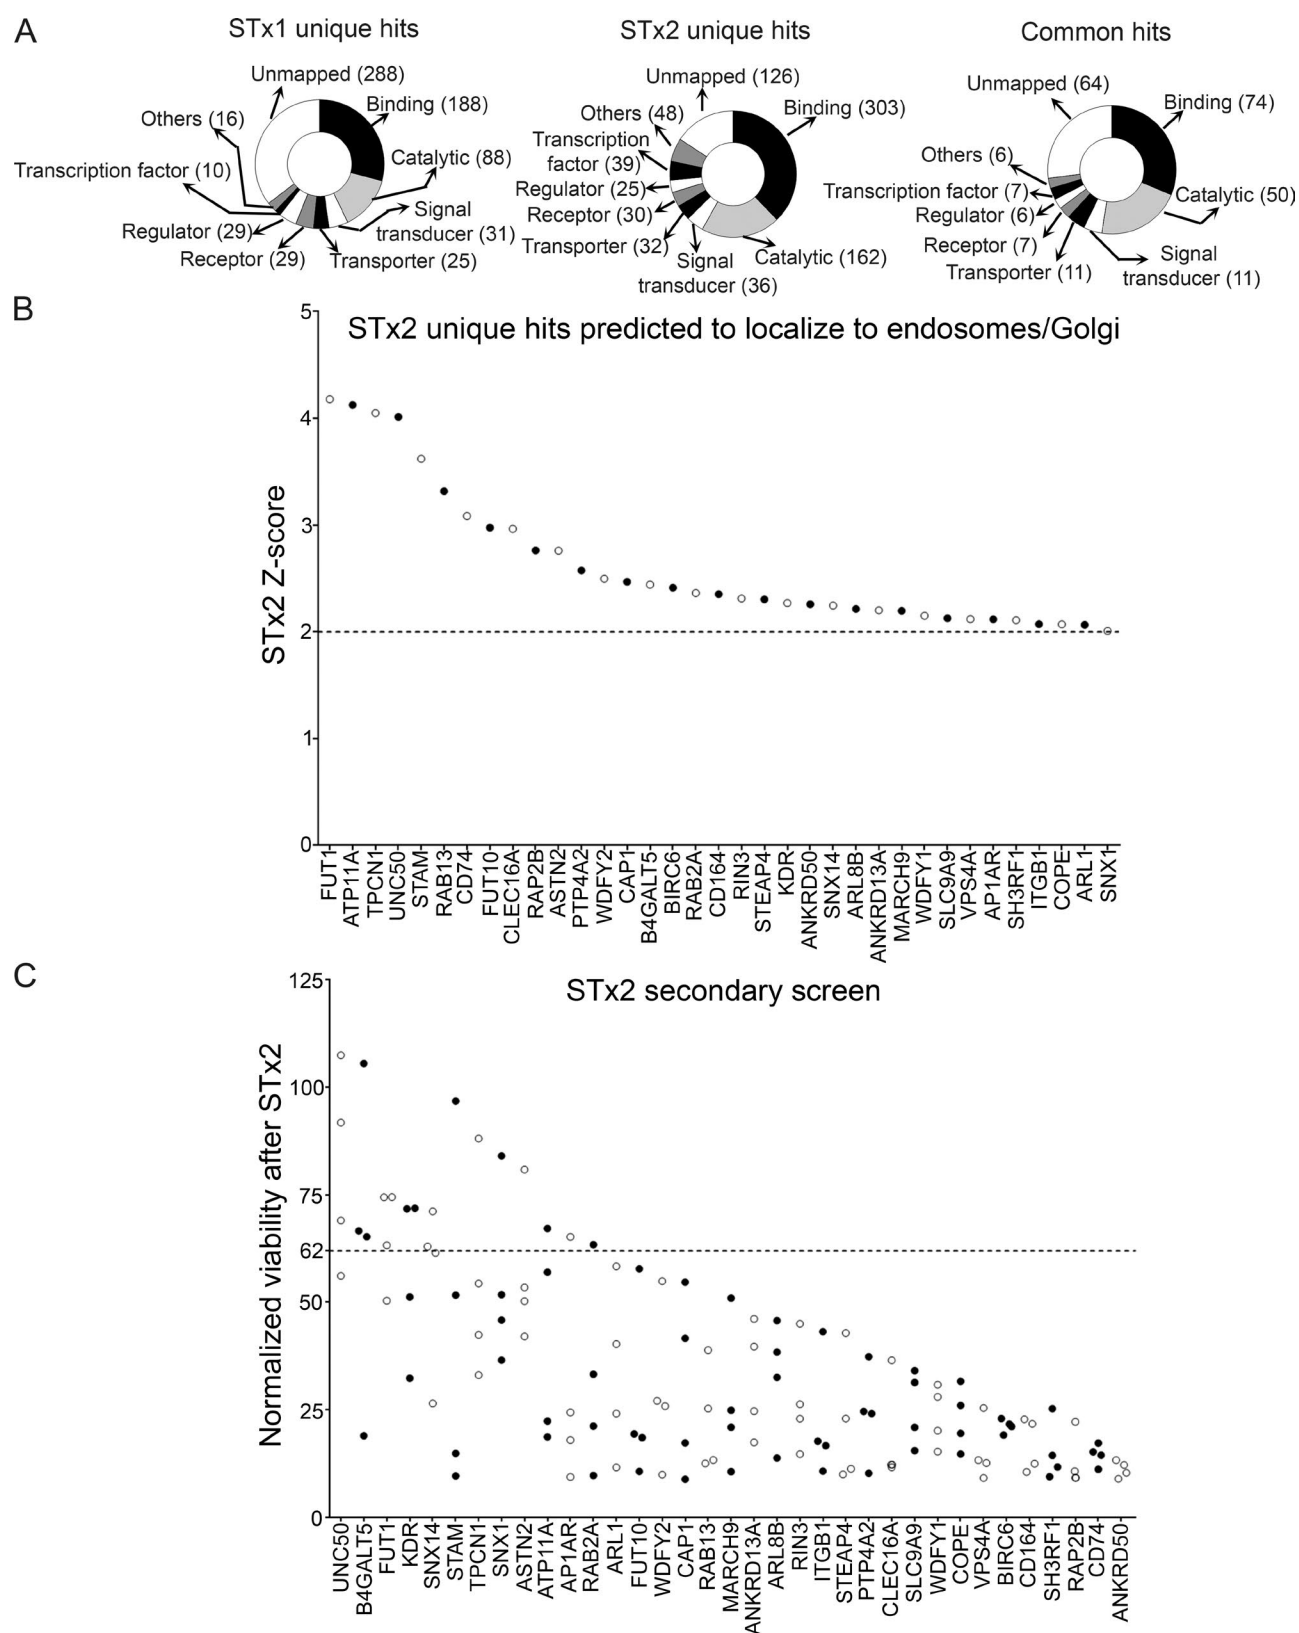 A
STx1 unique hits
Unmapped (288)
Binding (188)
Others (16)
Catalytic (88)
Transcription factor (10)
Signal
transducer (31)
Regulator (29)
Receptor (29)
Transporter (25)
STx2 unique hits
Unmapped (126)
Binding (303)
Others (48)
Transcription
factor (39)
Regulator (25)
Receptor (30)
Transporter (32)
Signal
transducer (36)
Catalytic (162)
Common hits
Unmapped (64)
Binding (74)
Others (6)
Transcription factor (7)
Catalytic (50)
Regulator (6)
Receptor (7)
Transporter (11)
Signal
transducer (11)
B
STx2 unique hits predicted to localize to endosomes/Golgi
STx2 Z-score
5
4
3
2
1
0
FUT1
ATP11A
TPCN1
UNC50
STAM
RAB13
CD74
FUT10
CLEC16A
RAP2B
ASTN2
PTP4A2
WDFY2
CAP1
B4GALT5
BIRC6
RAB2A
CD164
RIN3
STEAP4
KDR
ANKRD50
SNX14
ARL8B
ANKRD13A
MARCH9
WDFY1
SLC9A9
VPS4A
AP1AR
SH3RF1
ITGB1
COPE
ARL1
SNX1
C
STx2 secondary screen
Normalized viability after STx2
125
100
75
62
50
25
0
UNC50
B4GALT5
FUT1
KDR
SNX14
STAM
TPCN1
SNX1
ASTN2
ATP11A
AP1AR
RAB2A
ARL1
FUT10
WDFY2
CAP1
RAB13
MARCH9
ANKRD13A
ARL8B
RIN3
ITGB1
STEAP4
PTP4A2
CLEC16A
SLC9A9
WDFY1
COPE
VPS4A
BIRC6
CD164
SH3RF1
RAP2B
CD74
ANKRD50